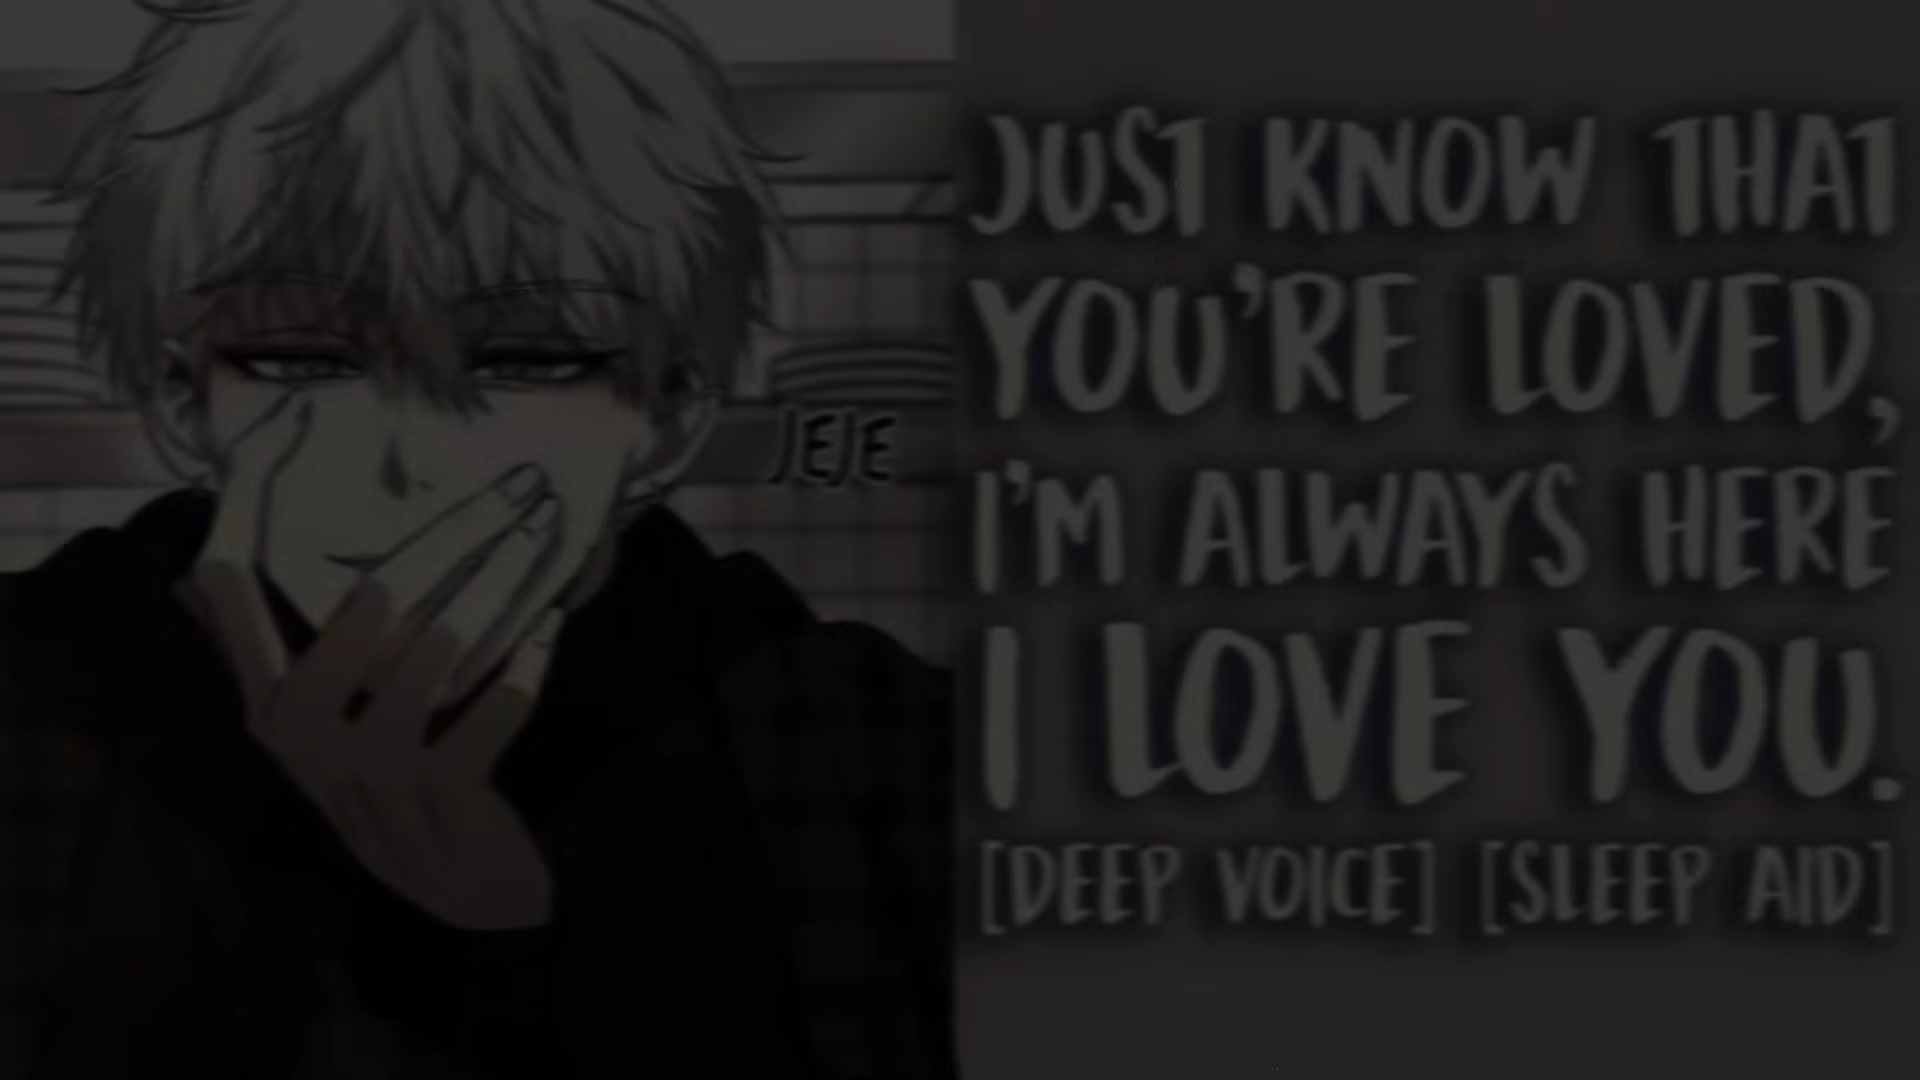 JEJE
JUST KNOW THAT
YOU'RE LOVED,
I'M ALWAYS HERE
I LOVE YOU.
[DEEP VOICE] [SLEEP AID]